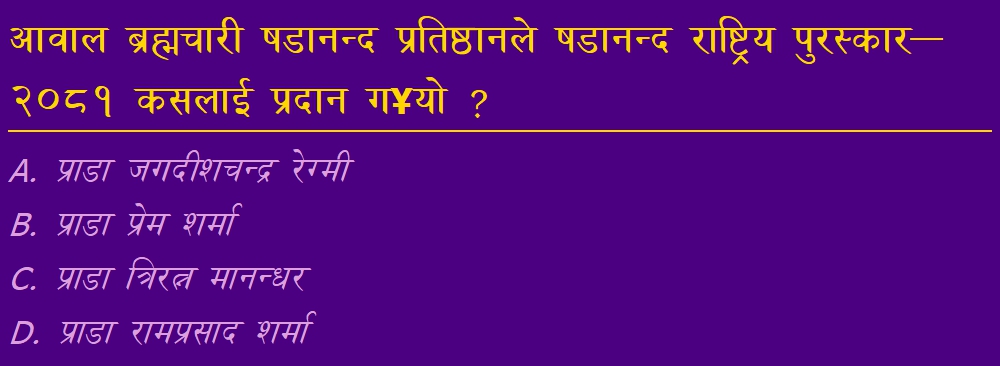 आवाल ब्रह्मचारी षडानन्द प्रतिष्ठानले षडानन्द राष्ट्रिय पुरस्कार—
२०८१ कसलाई प्रदान ग¥यो ?
A. प्राडा जगदीशचन्द्र रेग्मी
B. प्राडा प्रेम शर्मा
C. प्राडा त्रिरत्न मानन्धर
D. प्राडा रामप्रसाद शर्मा